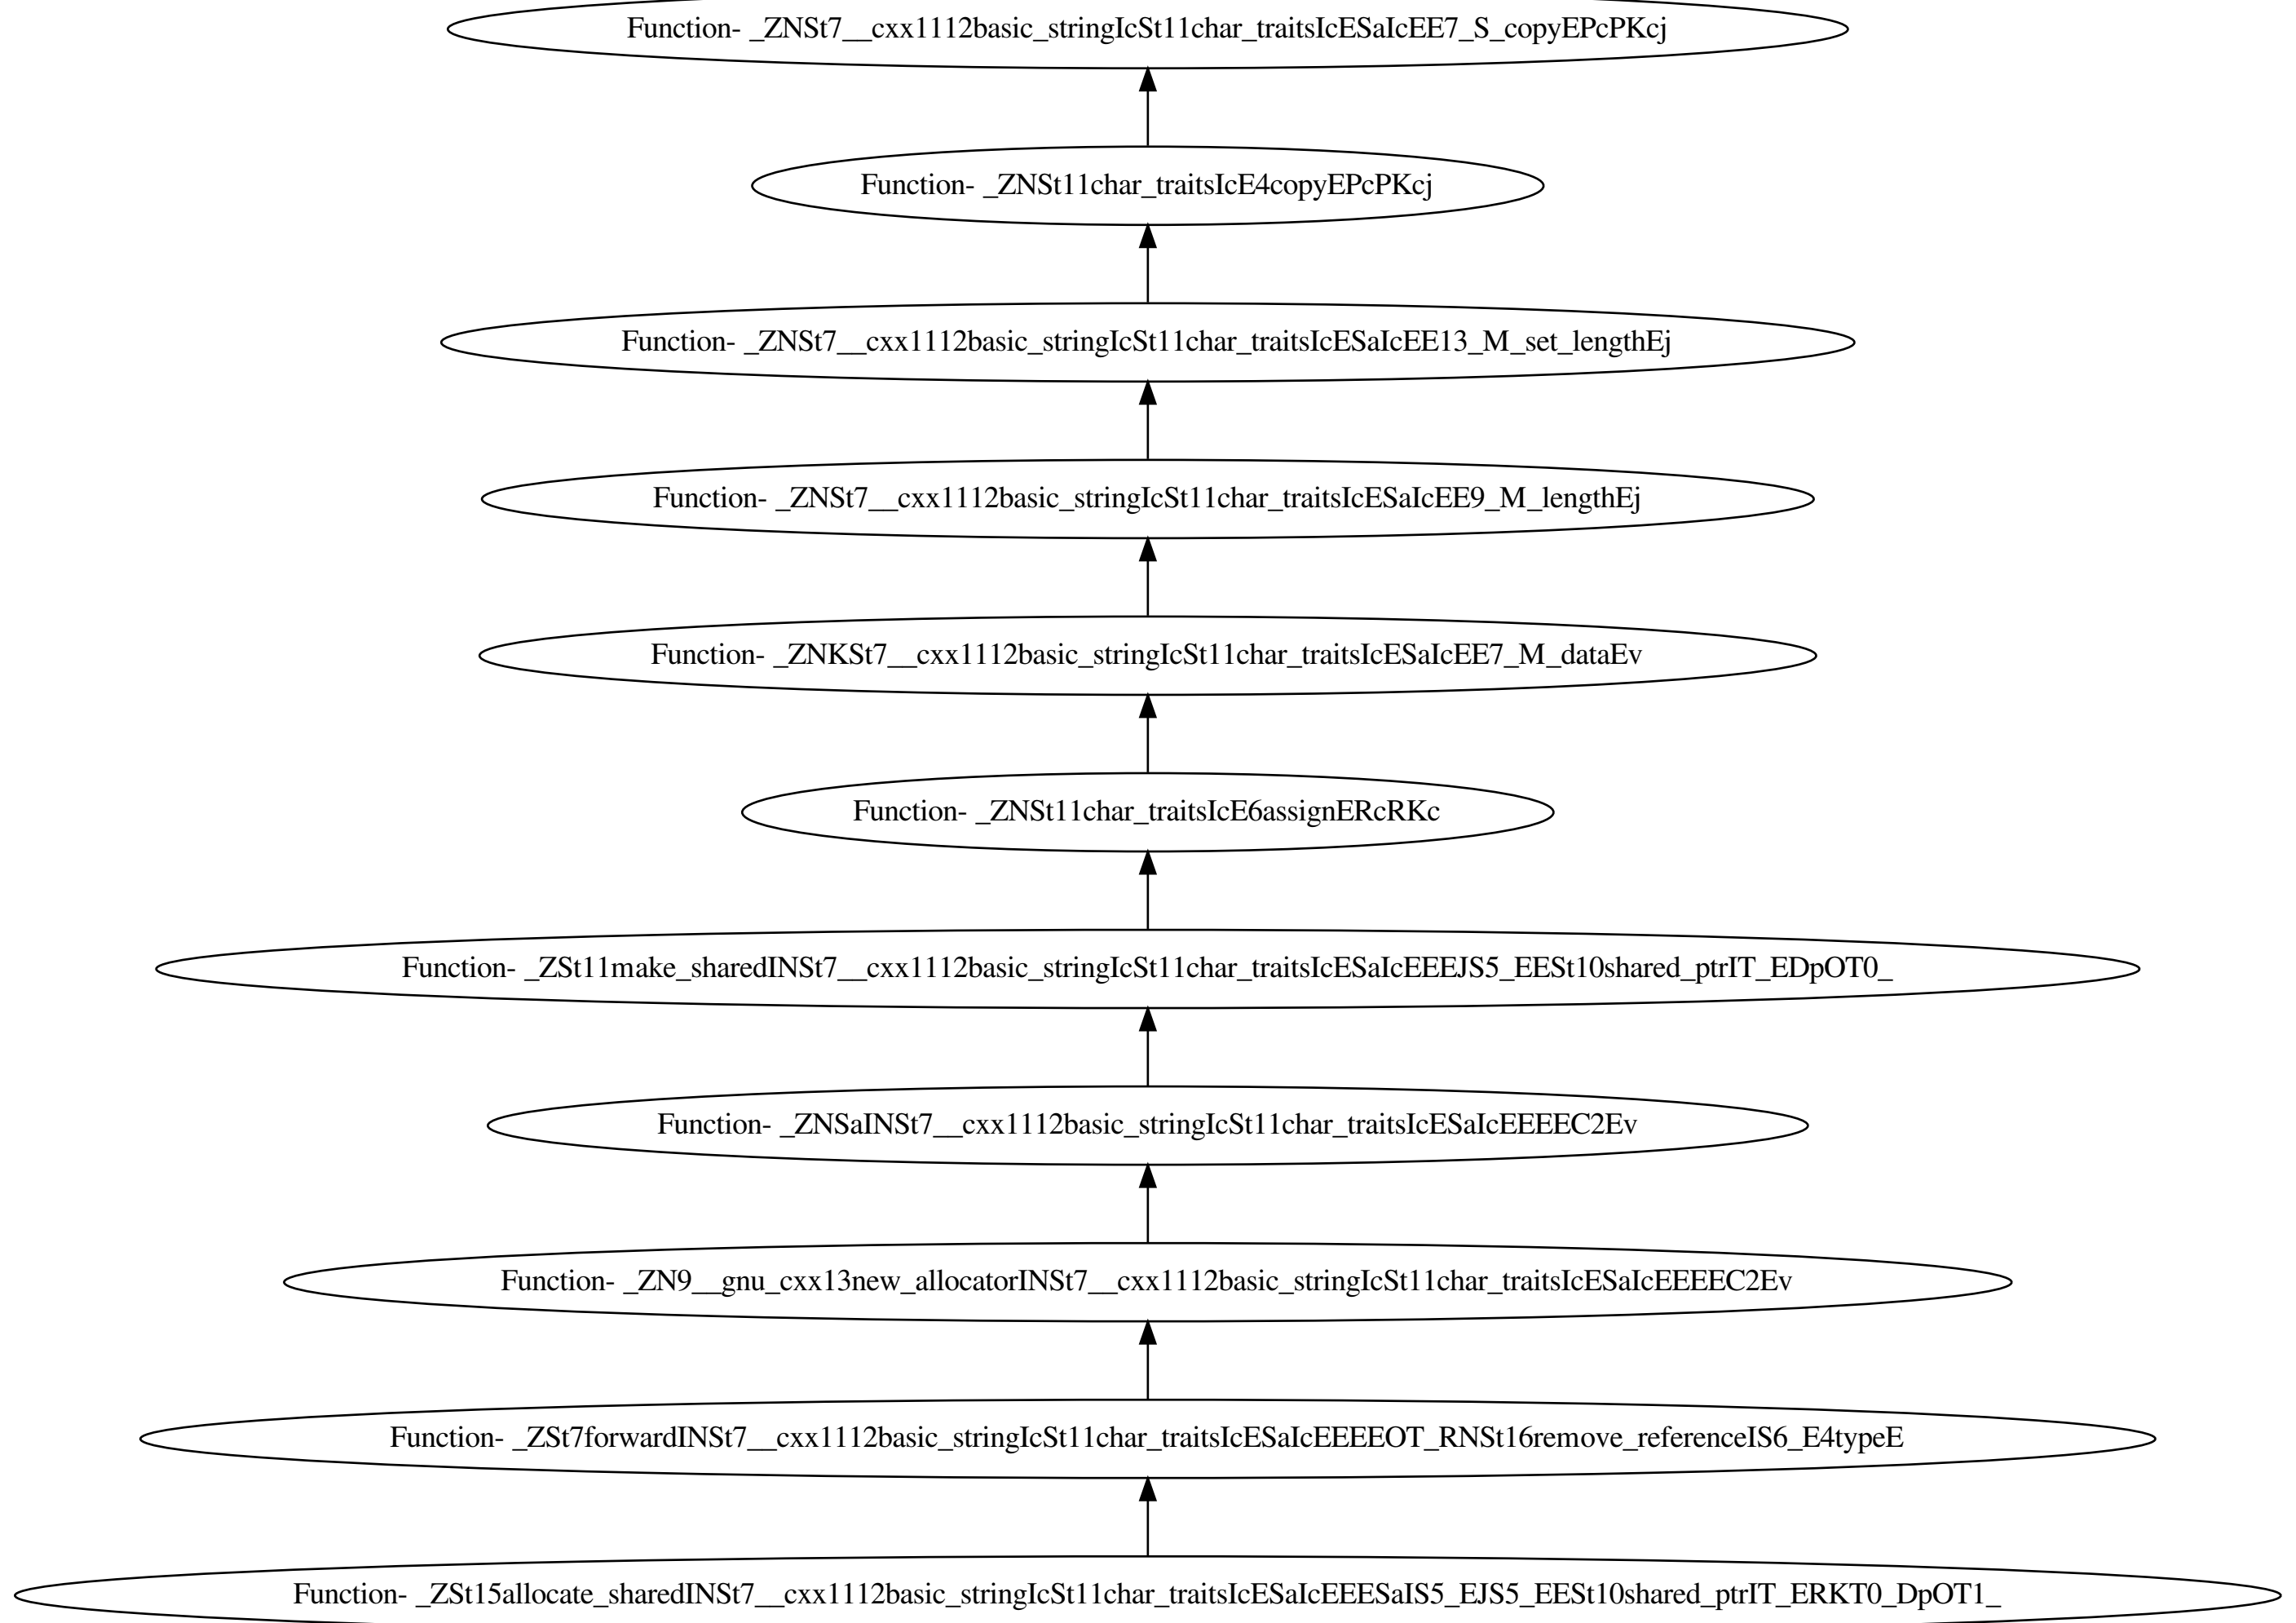 Function- _ZNSt7__cxx1112basic_stringIcSt11char_traitsIcESaIcEE7_S_copyEPcPKcj
Function- _ZNSt11char_traitsIcE4copyEPcPKcj
Function- _ZNSt7__cxx1112basic_stringIcSt11char_traitsIcESaIcEE13_M_set_lengthEj
Function- _ZNSt7__cxx1112basic_stringIcSt11char_traitsIcESaIcEE9_M_lengthEj
Function- _ZNKSt7__cxx1112basic_stringIcSt11char_traitsIcESaIcEE7_M_dataEv
Function- _ZNSt11char_traitsIcE6assignERcRKc
Function- _ZSt11make_sharedINSt7__cxx1112basic_stringIcSt11char_traitsIcESaIcEEEJS5_EESt10shared_ptrIT_EDpOT0_
Function- _ZNSaINSt7__cxx1112basic_stringIcSt11char_traitsIcESaIcEEEEC2Ev
Function- _ZN9__gnu_cxx13new_allocatorINSt7__cxx1112basic_stringIcSt11char_traitsIcESaIcEEEEC2Ev
Function- _ZSt7forwardINSt7__cxx1112basic_stringIcSt11char_traitsIcESaIcEEEEOT_RNSt16remove_referenceIS6_E4typeE
Function- _ZSt15allocate_sharedINSt7__cxx1112basic_stringIcSt11char_traitsIcESaIcEEESaIS5_EJS5_EESt10shared_ptrIT_ERKT0_DpOT1_